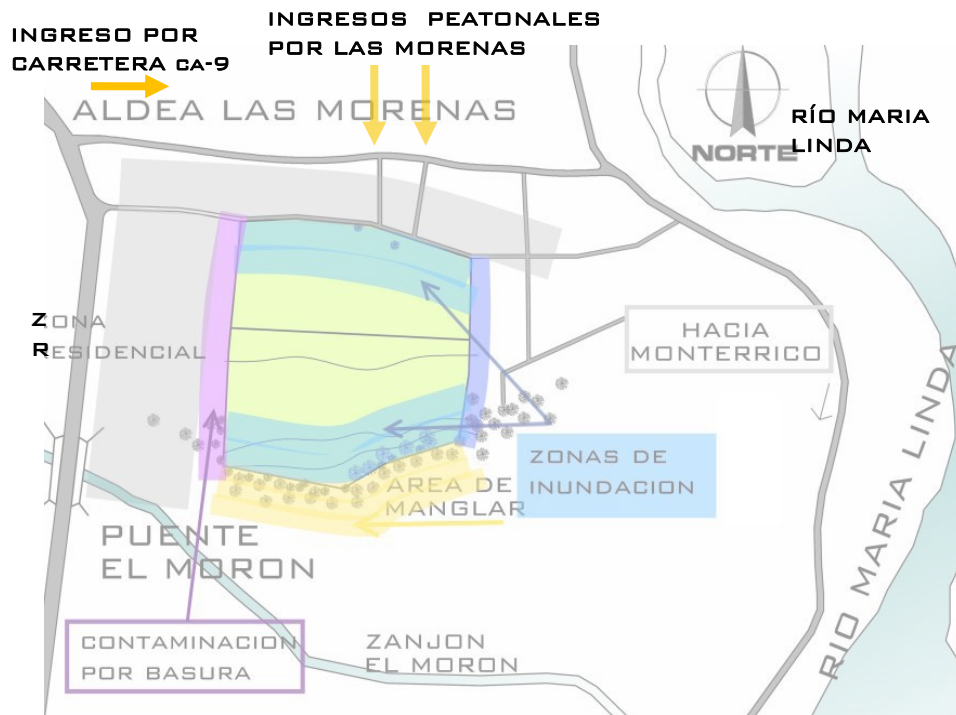 INGRESO POR
CARRETERA CA-9
INGRESOS PEATONALES
POR LAS MORENAS
ALDEA LAS MORENAS
NORTE
RÍO MARIA
LINDA
ZONA
RESIDENCIAL
HACIA
MONTERRICO
ZONAS DE
INUNDACION
AREA DE
MANGLAR
PUENTE
EL MORON
CONTAMINACION
POR BASURA
ZANJON
EL MORON
RIO MARIA LINDA